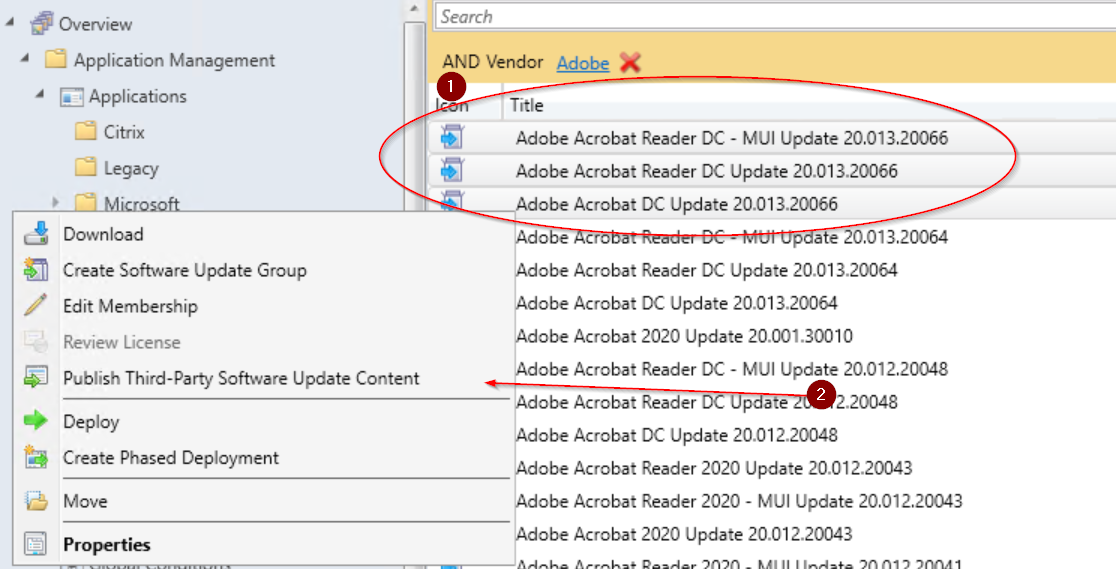 Overview
Application Management
Applications
Citrix
Legacy
Microsoft
Download
Create Software Update Group
Edit Membership
Review License
Publish Third-Party Software Update Content
Deploy
Create Phased Deployment
Move
Properties
Global Conditions
Search
AND Vendor Adobe
1
Icon Title
Adobe Acrobat Reader DC - MUI Update 20.013.20066
Adobe Acrobat Reader DC Update 20.013.20066
Adobe Acrobat DC Update 20.013.20066
Adobe Acrobat Reader DC - MUI Update 20.013.20064
Adobe Acrobat Reader DC Update 20.013.20064
Adobe Acrobat DC Update 20.013.20064
Adobe Acrobat 2020 Update 20.001.30010
Adobe Acrobat Reader DC - MUI Update 20.012.20048
2
Adobe Acrobat Reader DC Update 20.012.20048
Adobe Acrobat DC Update 20.012.20048
Adobe Acrobat Reader 2020 Update 20.012.20043
Adobe Acrobat Reader 2020 - MUI Update 20.012.20043
Adobe Acrobat 2020 Update 20.012.20043
Adobe Acrobat Reader 2020 - MUI Update 20.012.20041